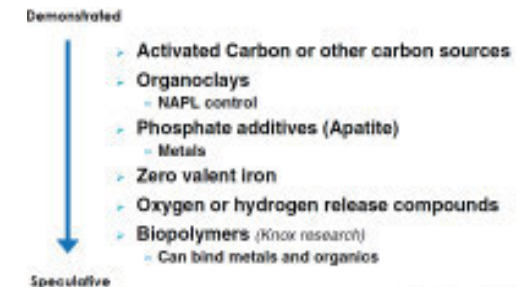 Demonstrated
Activated Carbon or other carbon sources
Organoclays
- NAPL control
Phosphate additives (Apatite)
- Metals
Zero valent iron
Oxygen or hydrogen release compounds
Biopolymers (Knox research)
- Can bind metals and organics
Speculative